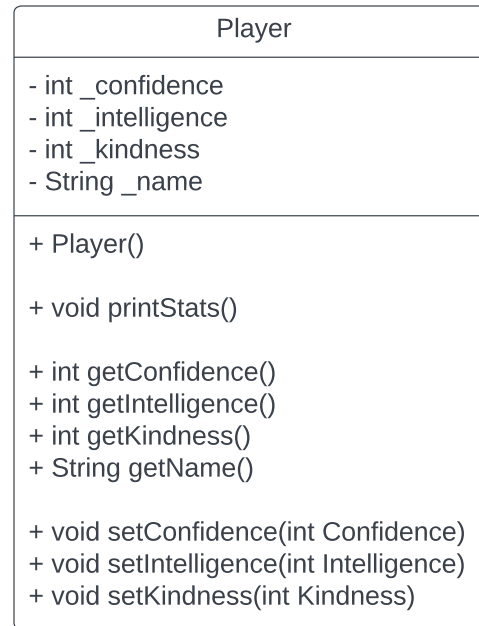 Player
- int _confidence
- int _intelligence
- int _kindness
- String _name
+ Player()
+ void printStats()
+ int getConfidence()
+ int getIntelligence()
+ int getKindness()
+ String getName()
+ void setConfidence(int Confidence)
+ void setIntelligence(int Intelligence)
+ void setKindness(int Kindness)